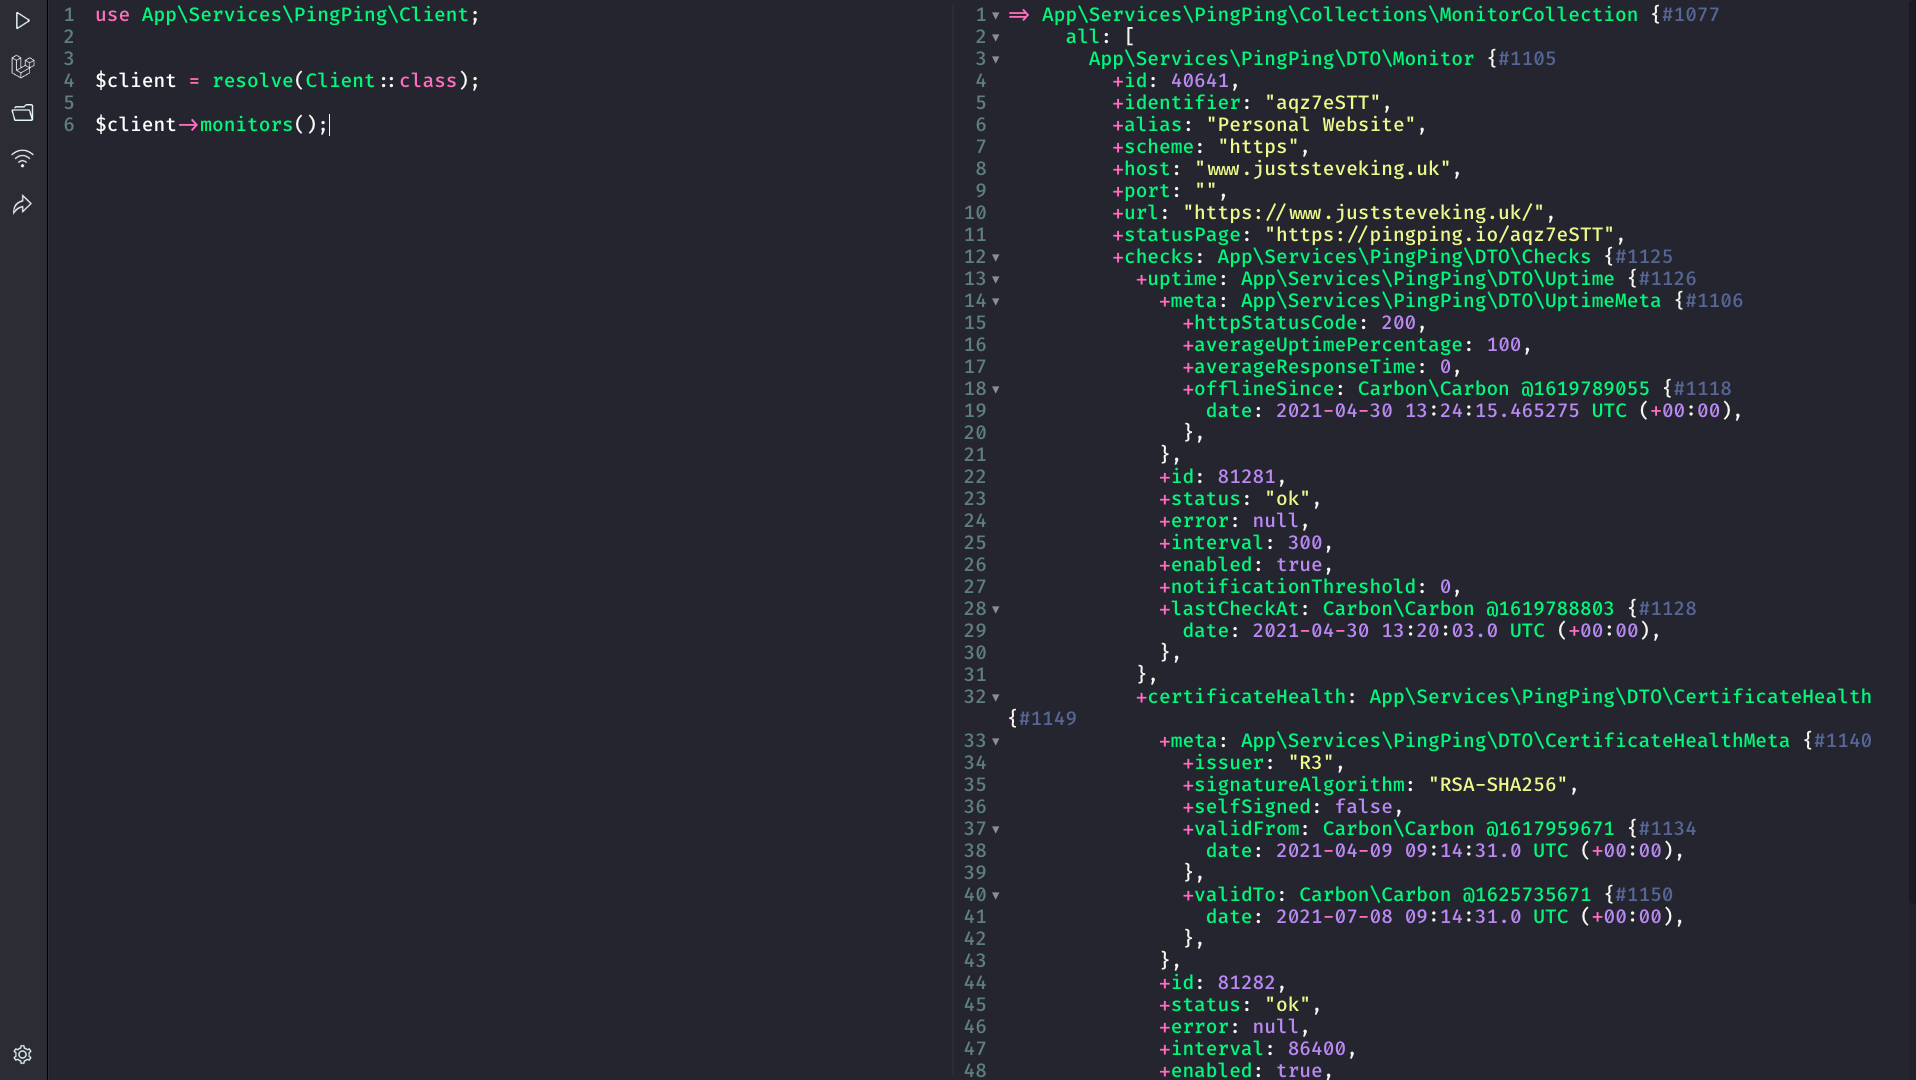 1 use App\Services\PingPing\Client;
2
3
4 $client = resolve(Client::class);
5
6 $client->monitors();
1 => App\Services\PingPing\Collections\MonitorCollection {#1077
2 all: [
3 App\Services\PingPing\DTO\Monitor {#1105
4 +id: 40641,
5 +identifier: "aqz7eSTT",
6 +alias: "Personal Website",
7 +scheme: "https",
8 +host: "www.juststeveking.uk",
9 +port: "",
10 +url: "https://www.juststeveking.uk/",
11 +statusPage: "https://pingping.io/aqz7eSTT",
12 +checks: App\Services\PingPing\DTO\Checks {#1125
13 +uptime: App\Services\PingPing\DTO\Uptime {#1126
14 +meta: App\Services\PingPing\DTO\UptimeMeta {#1106
15 +httpStatusCode: 200,
16 +averageUptimePercentage: 100,
17 +averageResponseTime: 0,
18 +offlineSince: Carbon\Carbon @1619789055 {#1118
19 date: 2021-04-30 13:24:15.465275 UTC (+00:00),
20 },
21 },
22 +id: 81281,
23 +status: "ok",
24 +error: null,
25 +interval: 300,
26 +enabled: true,
27 +notificationThreshold: 0,
28 +lastCheckAt: Carbon\Carbon @1619788803 {#1128
29 date: 2021-04-30 13:20:03.0 UTC (+00:00),
30 },
31 },
32 +certificateHealth: App\Services\PingPing\DTO\CertificateHealth
{#1149
33 +meta: App\Services\PingPing\DTO\CertificateHealthMeta {#1140
34 +issuer: "R3",
35 +signatureAlgorithm: "RSA-SHA256",
36 +selfSigned: false,
37 +validFrom: Carbon\Carbon @1617959671 {#1134
38 date: 2021-04-09 09:14:31.0 UTC (+00:00),
39 },
40 +validTo: Carbon\Carbon @1625735671 {#1150
41 date: 2021-07-08 09:14:31.0 UTC (+00:00),
42 },
43 },
44 +id: 81282,
45 +status: "ok",
46 +error: null,
47 +interval: 86400,
48 +enabled: true,